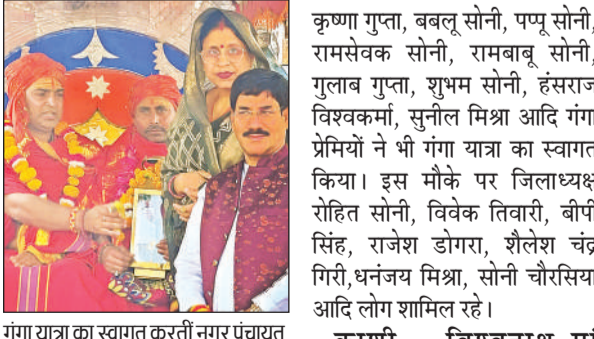 कृष्णा गुप्ता, बबलू सोनी, पप्पू सोनी,
रामसेवक सोनी, रामबाबू सोनी,
गुलाब गुप्ता, शुभम सोनी, हंसराज
विश्वकर्मा, सुनील मिश्रा आदि गंगा
प्रेमियों ने भी गंगा यात्रा का स्वागत
किया। इस मौके पर जिलाध्यक्ष
रोहित सोनी, विवेक तिवारी, बीपी
सिंह, राजेश डोगरा, शैलेश चंद्र
गिरी,धनंजय मिश्रा, सोनी चौरसिया
आदि लोग शामिल रहे।
गंगा यात्रा का स्वागत करतीं नगर पंचायत